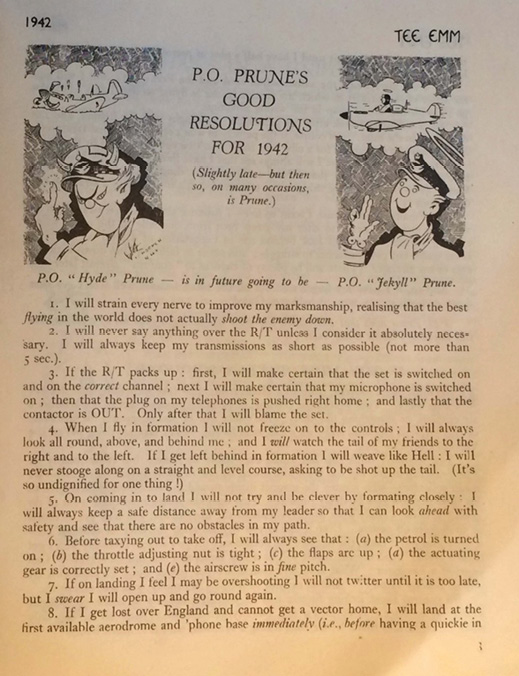 1942
TEE EMM
P.O. PRUNE'S
GOOD
RESOLUTIONS
FOR 1942
(Slightly late—but then
so, on many occasions,
is Prune.)
P.O. "Hyde" Prune — is in future going to be — P.O. "Jekyll" Prune.
1. I will strain every nerve to improve my marksmanship, realising that the best
flying in the world does not actually shoot the enemy down.
2. I will never say anything over the R/T unless I consider it absolutely neces-
sary. I will always keep my transmissions as short as possible (not more than
5 sec.).
3. If the R/T packs up : first, I will make certain that the set is switched on
and on the correct channel ; next I will make certain that my microphone is switched
on ; then that the plug on my telephones is pushed right home ; and lastly that the
contactor is OUT. Only after that I will blame the set.
4. When I fly in formation I will not freeze on to the controls ; I will always
look all round, above, and behind me ; and I will watch the tail of my friends to the
right and to the left. If I get left behind in formation I will weave like Hell : I will
never stooge along on a straight and level course, asking to be shot up the tail. (It's
so undignified for one thing !)
5. On coming in to land I will not try and be clever by formating closely : I
will always keep a safe distance away from my leader so that I can look ahead with
safety and see that there are no obstacles in my path.
6. Before taxying out to take off, I will always see that : (a) the petrol is turned
on ; (b) the throttle adjusting nut is tight ; (c) the flaps are up ; (d) the actuating
gear is correctly set ; and (e) the airscrew is in fine pitch.
7. If on landing I feel I may be overshooting I will not twitter until it is too late,
but I swear I will open up and go round again.
8. If I get lost over England and cannot get a vector home, I will land at the
first available aerodrome and 'phone base immediately (i.e., before having a quickie in
3